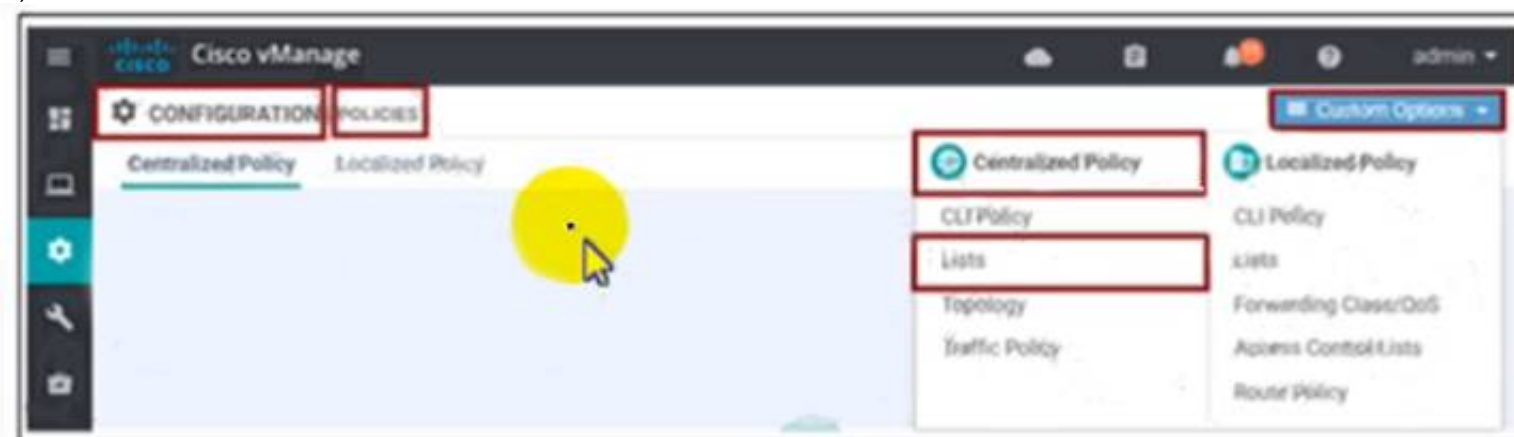 CISCO Cisco vManage admin
CONFIGURATION POLICIES Custom Options
Centralized Policy Localized Policy
Centralized Policy
CLI Policy
Lists
Topology
Traffic Policy
Localized Policy
CLI Policy
Lists
Forwarding Class/QoS
Access Control Lists
Route Policy